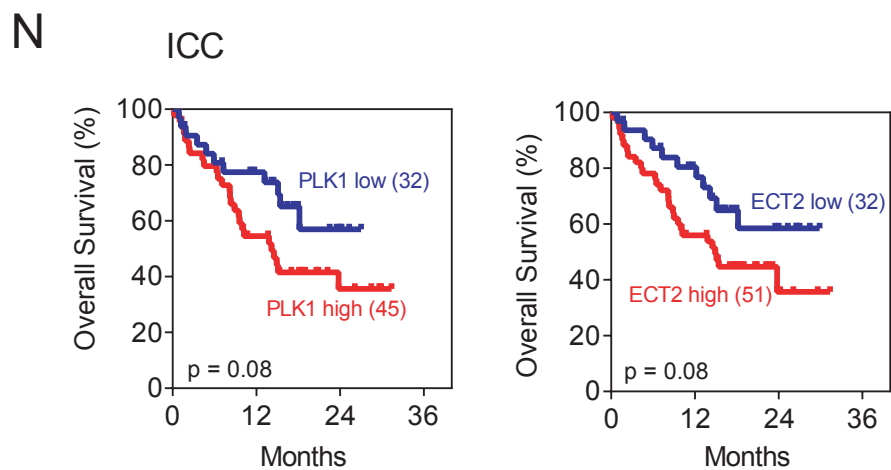 N
ICC
Overall Survival (%)
100
80
60
40
20
0
PLK1 low (32)
PLK1 high (45)
p = 0.08
0 12 24 36
Months
Overall Survival (%)
100
80
60
40
20
0
ECT2 low (32)
ECT2 high (51)
p = 0.08
0 12 24 36
Months